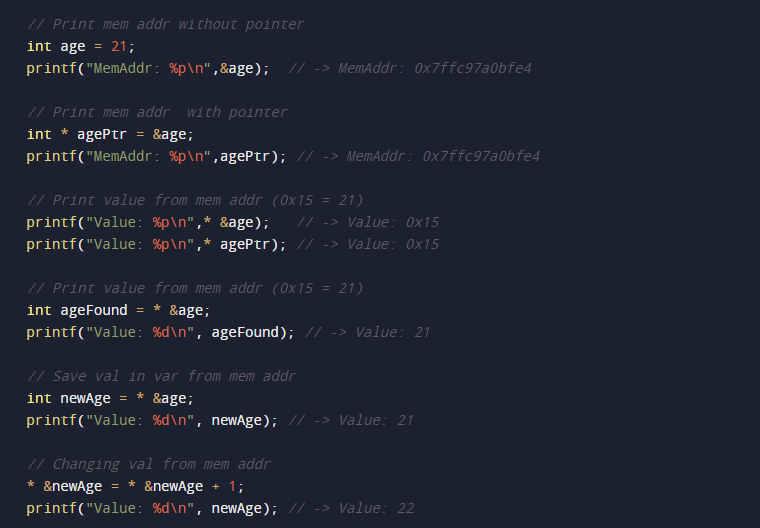 // Print mem addr without pointer
int age = 21;
printf("MemAddr: %p\n",&age);  // -> MemAddr: 0x7ffc97a0bfe4
// Print mem addr  with pointer
int * agePtr = &age;
printf("MemAddr: %p\n",agePtr); // -> MemAddr: 0x7ffc97a0bfe4
// Print value from mem addr (0x15 = 21)
printf("Value: %p\n",* &age);   // -> Value: 0x15
printf("Value: %p\n",* agePtr); // -> Value: 0x15
// Print value from mem addr (0x15 = 21)
int ageFound = * &age;
printf("Value: %d\n", ageFound); // -> Value: 21
// Save val in var from mem addr
int newAge = * &age;
printf("Value: %d\n", newAge); // -> Value: 21
// Changing val from mem addr
* &newAge = * &newAge + 1;
printf("Value: %d\n", newAge); // -> Value: 22